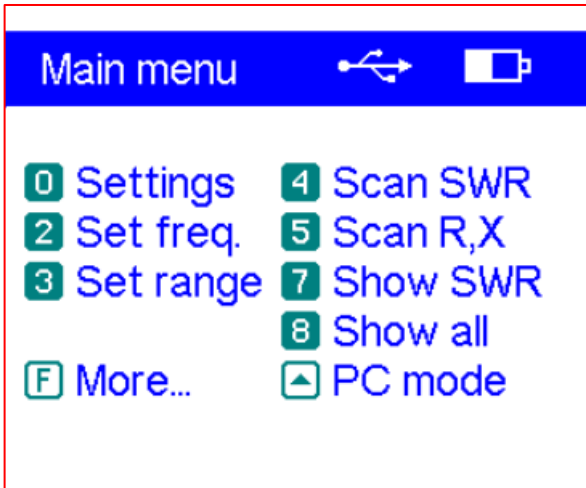 Main menu
0 Settings
2 Set freq.
3 Set range
F More...
4 Scan SWR
5 Scan R,X
7 Show SWR
8 Show all
PC mode